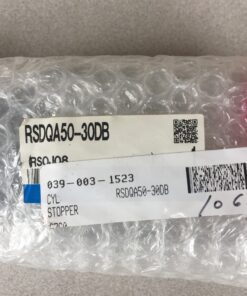 RSDQA50-30DB
039-003-1523
CYL RSDQA50-30DB
STOPPER
106